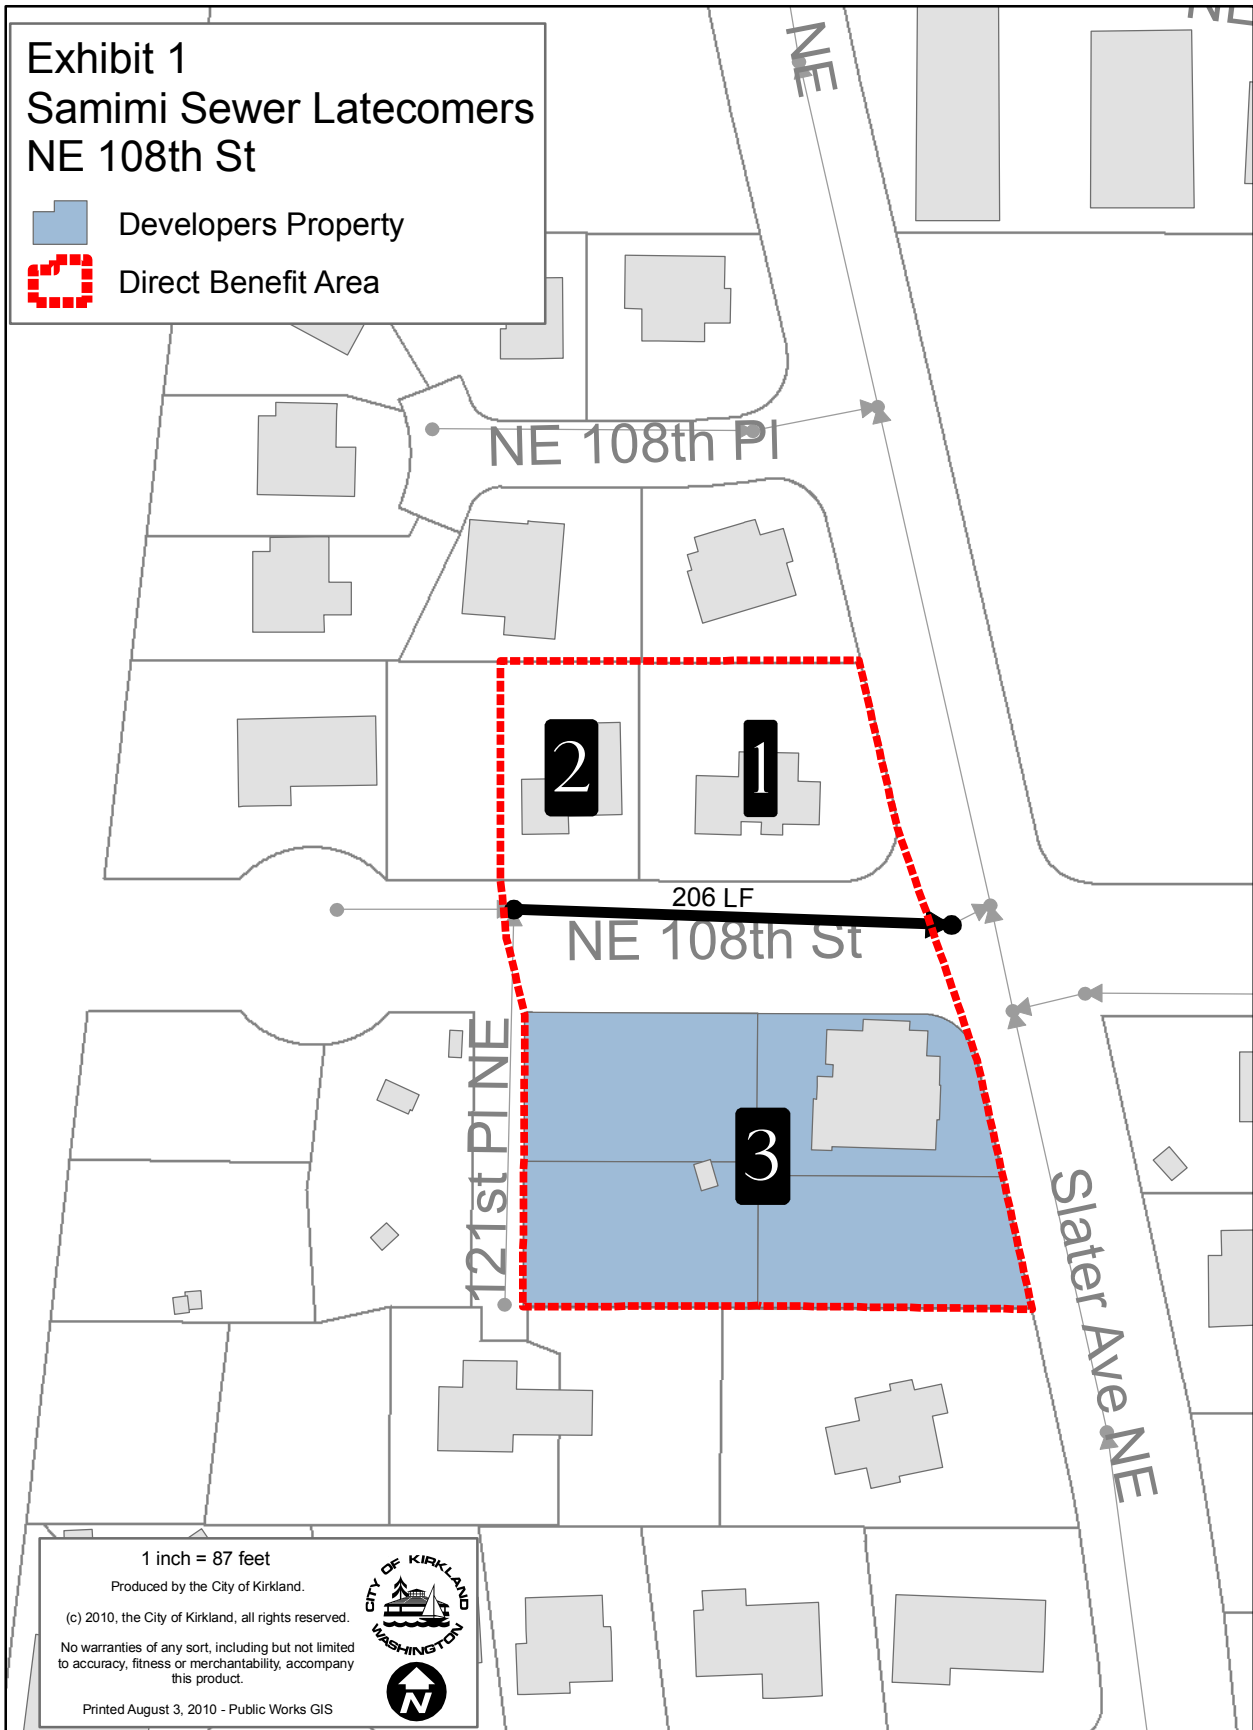 Exhibit 1
Samimi Sewer Latecomers
NE 108th St
Developers Property
Direct Benefit Area
NE
NE 108th Pl
2
1
206 LF
NE 108th St
121st Pl NE
3
Slater Ave NE
1 inch = 87 feet
Produced by the City of Kirkland.
(c) 2010, the City of Kirkland, all rights reserved.
No warranties of any sort, including but not limited
to accuracy, fitness or merchantability, accompany
this product.
Printed August 3, 2010 - Public Works GIS
CITY OF KIRKLAND
WASHINGTON
N